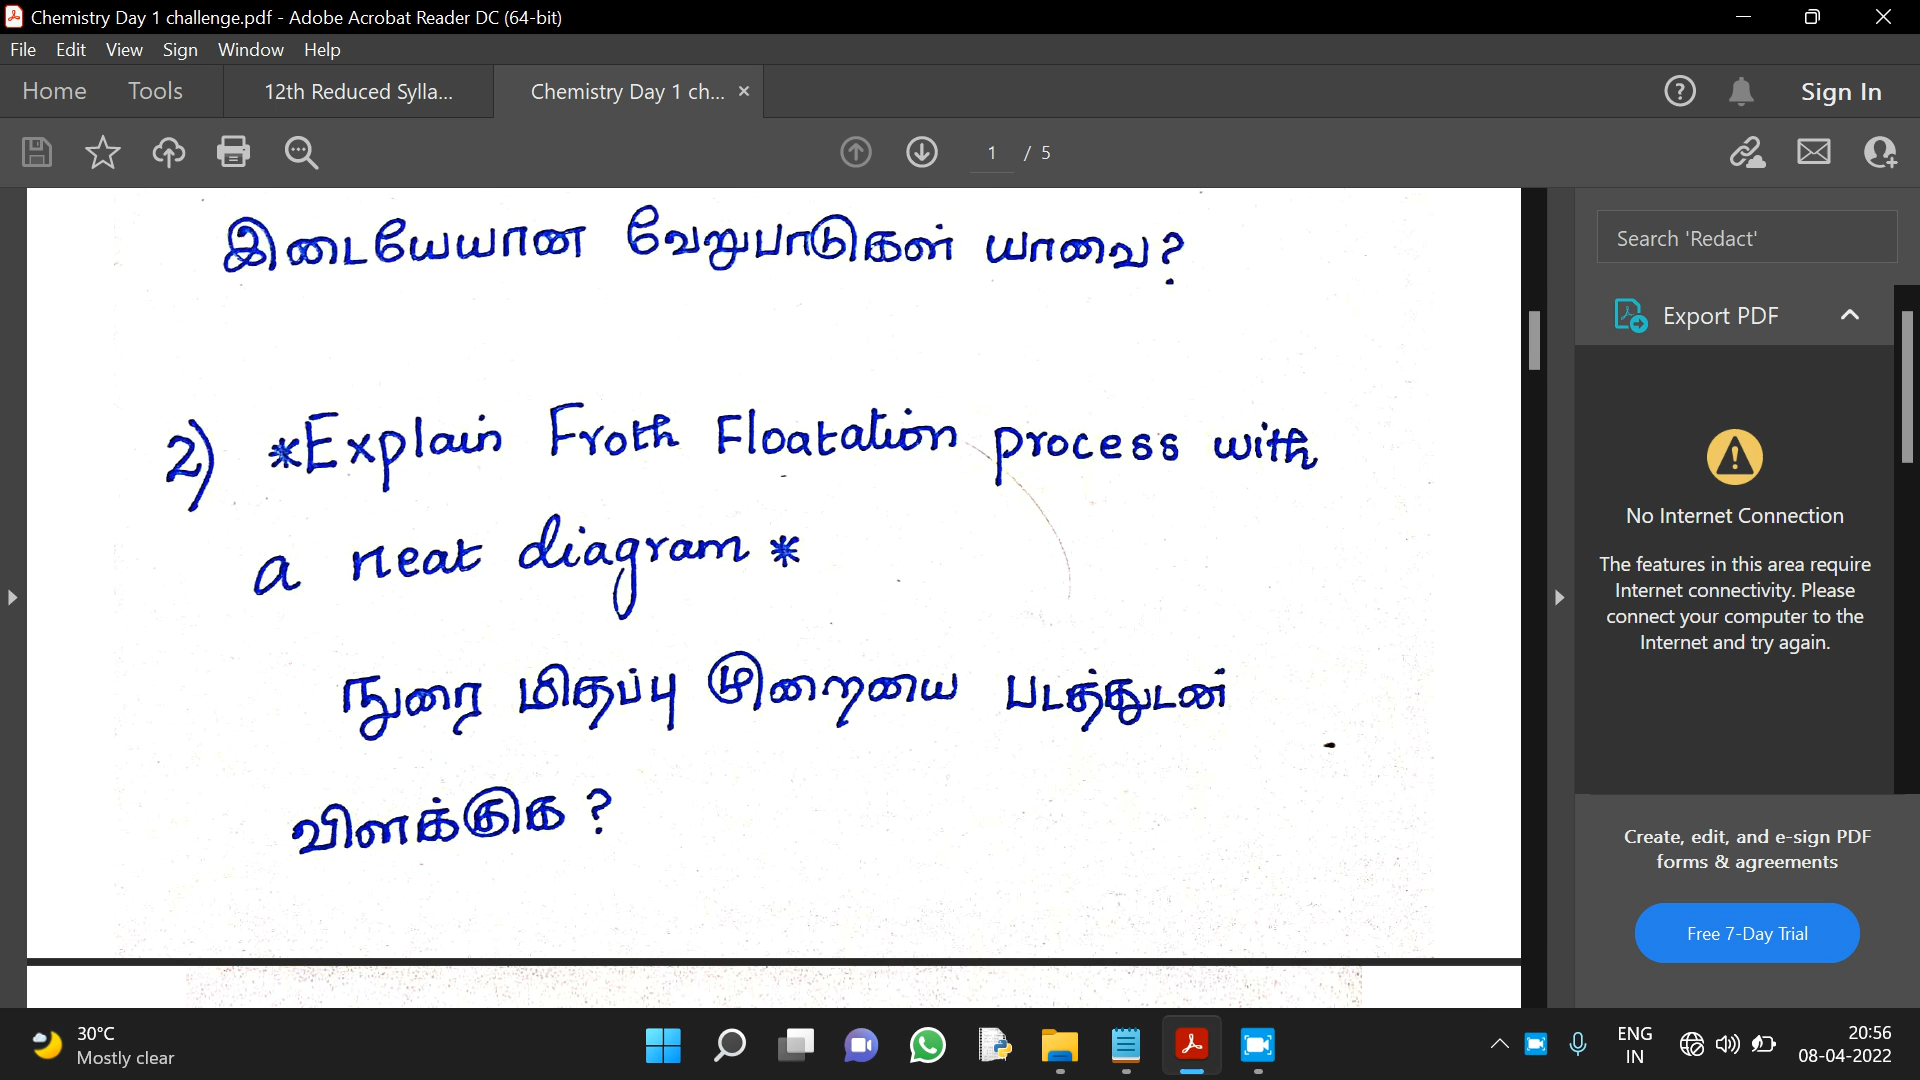 Chemistry Day 1 challenge.pdf - Adobe Acrobat Reader DC (64-bit)
File Edit View Sign Window Help
Home Tools 12th Reduced Sylla... Chemistry Day 1 ch... × Sign In
1 / 5
இடையேயான வேறுபாடுகள் யாவை?
2) *Explain Froth Floatation process with
a neat diagram *
நுரை மிதப்பு முறையை படத்துடன்
விளக்குக ?
Search 'Redact'
Export PDF
No Internet Connection
The features in this area require
Internet connectivity. Please
connect your computer to the
Internet and try again.
Create, edit, and e-sign PDF
forms & agreements
Free 7-Day Trial
30°C
Mostly clear
ENG
IN
20:56
08-04-2022